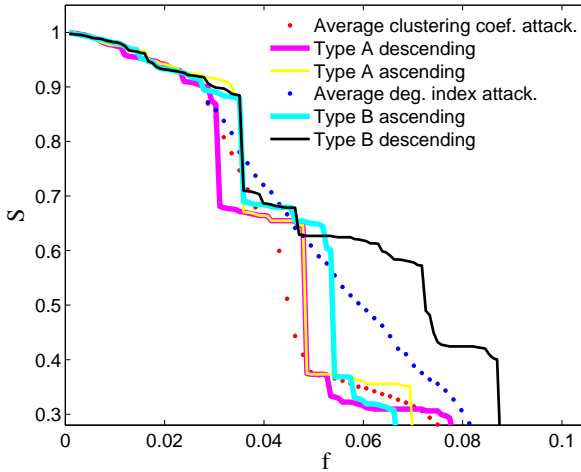 Average clustering coef. attack.
Type A descending
Type A ascending
Average deg. index attack.
Type B ascending
Type B descending
1
0.9
0.8
0.7
0.6
0.5
0.4
0.3
S
0 0.02 0.04 0.06 0.08 0.1
f